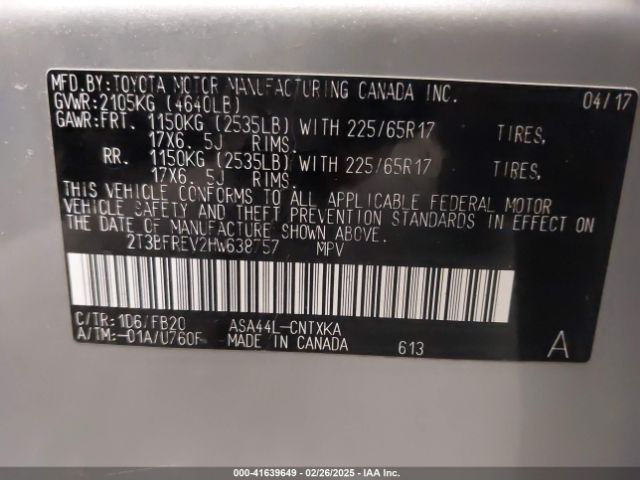 MFD.BY:TOYOTA MOTOR MANUFACTURING CANADA INC. 04/17
GVWR:2105KG (4640LB)
GAWR:FRT. 1150KG (2535LB) WITH 225/65R17 TIRES,
17X6. 5J RIMS.
RR. 1150KG (2535LB) WITH 225/65R17 TIRES,
17X6. 5J RIMS.
THIS VEHICLE CONFORMS TO ALL APPLICABLE FEDERAL MOTOR
VEHICLE SAFETY AND THEFT PREVENTION STANDARDS IN EFFECT ON
THE DATE OF MANUFACTURE SHOWN ABOVE.
2T3BFREV2HW638757 MPV
C/TR:1D6/FB20 ASA44L-CNTXKA
A/TM:-01A/U760F MADE IN CANADA 613 A
000-41639649 - 02/26/2025 - IAA, LLC.